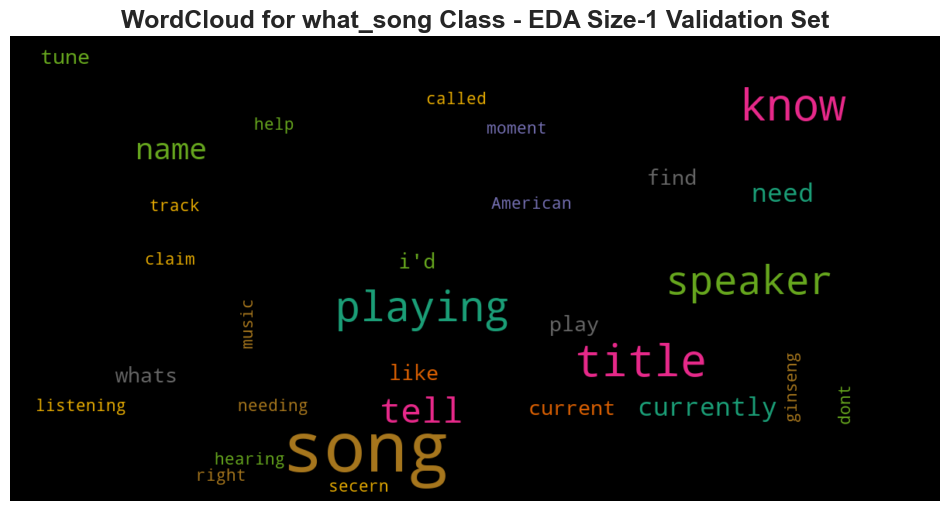 WordCloud for what_song Class - EDA Size-1 Validation Set
tune
called
know
help
moment
name
find
need
track
American
claim
i'd
speaker
playing
music
play
title
whats
like
ginseng
dont
listening
needing
tell
current
currently
song
hearing
right
secern